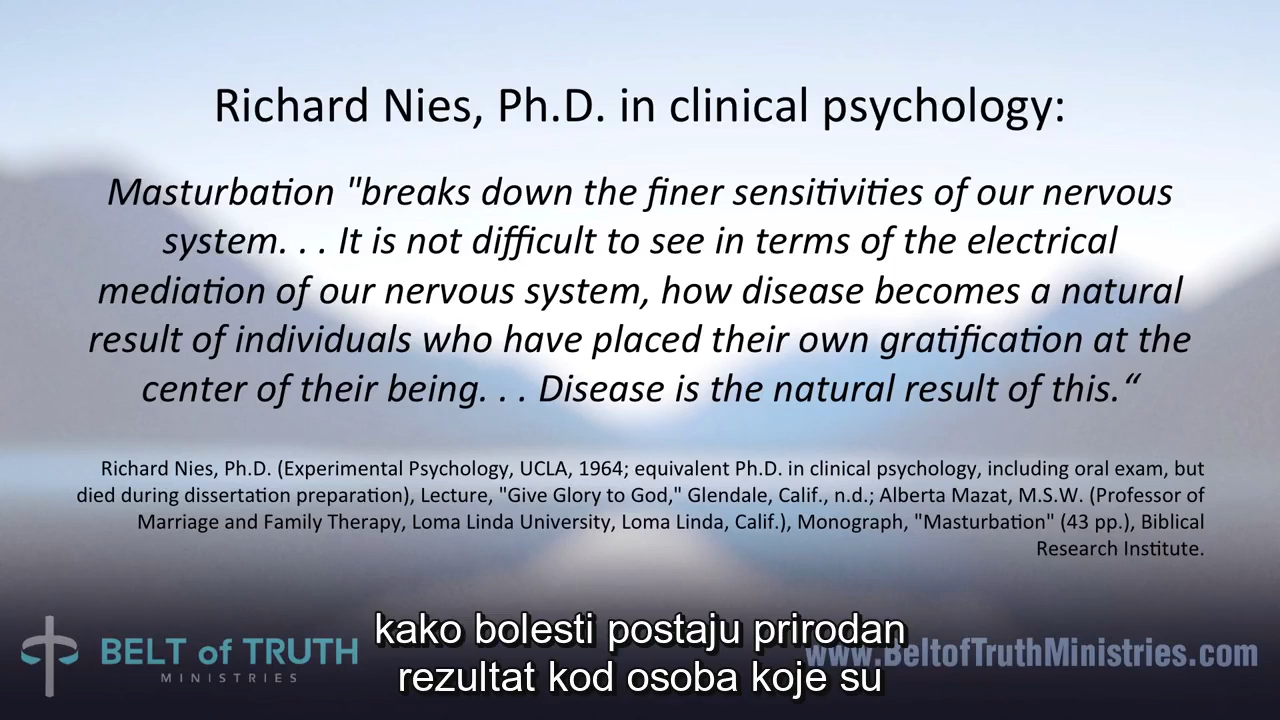 Richard Nies, Ph.D. in clinical psychology:
Masturbation "breaks down the finer sensitivities of our nervous
system. . . It is not difficult to see in terms of the electrical
mediation of our nervous system, how disease becomes a natural
result of individuals who have placed their own gratification at the
center of their being. . . Disease is the natural result of this.“
Richard Nies, Ph.D. (Experimental Psychology, UCLA, 1964; equivalent Ph.D. in clinical psychology, including oral exam, but
died during dissertation preparation), Lecture, "Give Glory to God," Glendale, Calif., n.d.; Alberta Mazat, M.S.W. (Professor of
Marriage and Family Therapy, Loma Linda University, Loma Linda, Calif.), Monograph, "Masturbation" (43 pp.), Biblical
Research Institute.
BELT of TRUTH
MINISTRIES
kako bolesti postaju prirodan
rezultat kod osoba koje su
www.BeltofTruthMinistries.com